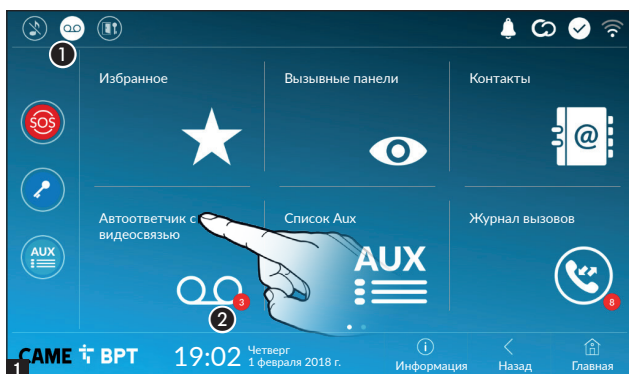 1
Избранное
Вызывные панели
Контакты
SOS
@
Автоответчик с
видеосвязью
Список Aux
Журнал вызовов
AUX
AUX
3
2
8
1
CAME BPT
19:02
Четверг
1 февраля 2018 г.
i
Информация
Назад
Главная